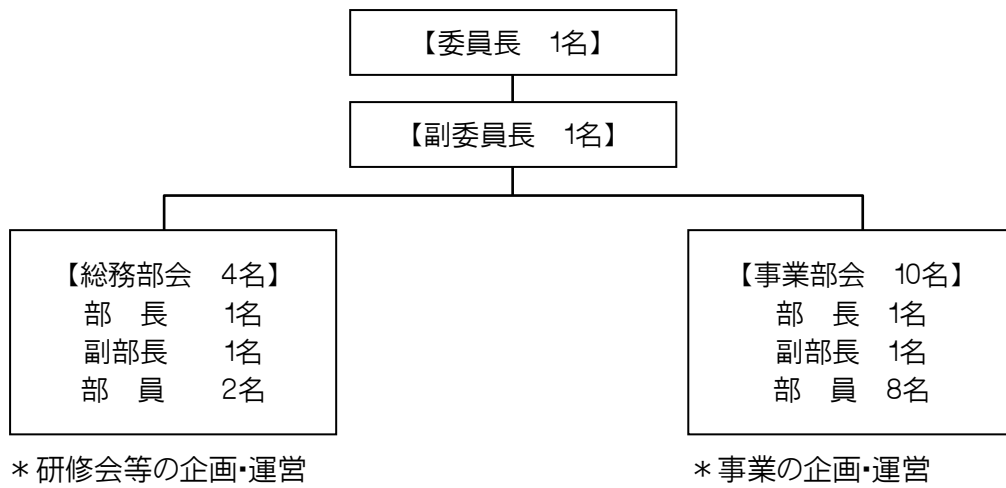 【委員長　1名】
【副委員長　1名】
【総務部会　4名】
部　長　　1名
副部長　　1名
部　員　　2名
＊研修会等の企画・運営
【事業部会　10名】
部　長　1名
副部長　1名
部　員　8名
＊事業の企画・運営